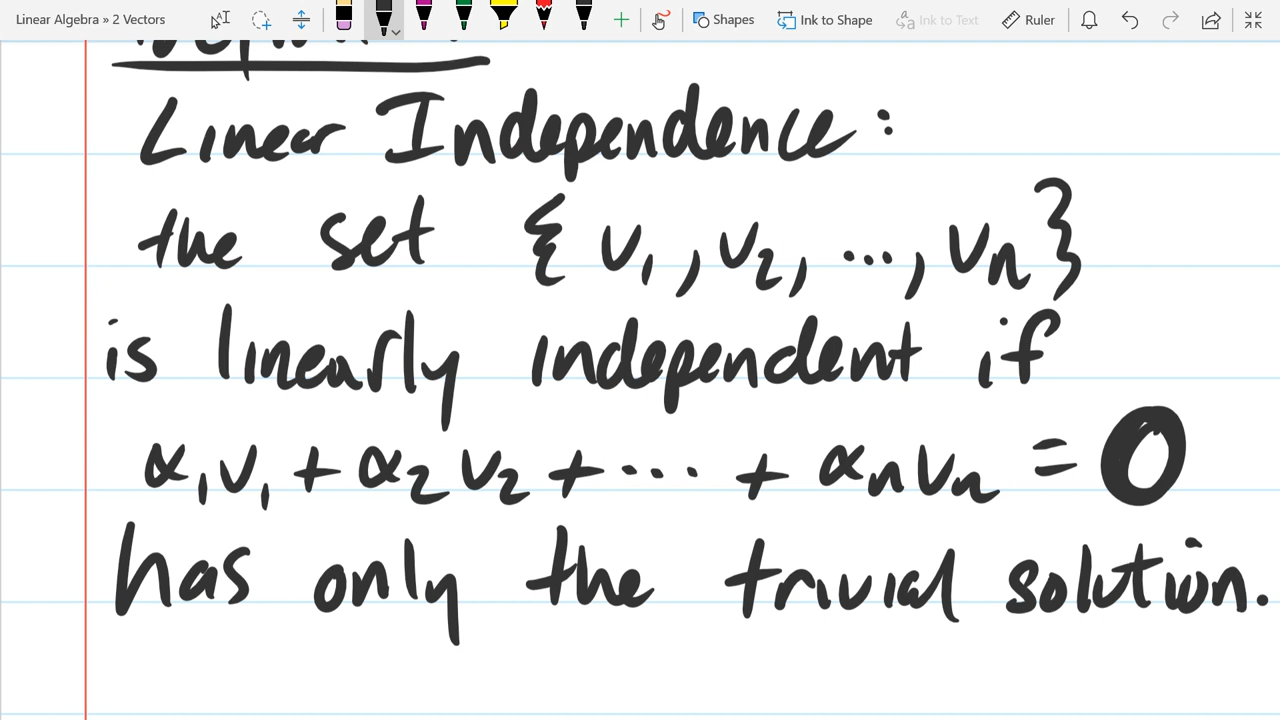 Linear Algebra » 2 Vectors
Shapes
Ink to Shape
Ink to Text
Ruler
Linear Independence:
the set { v₁, v₂, ..., vₙ}
is linearly independent if
α₁v₁ + α₂v₂ + ... + αₙvₙ = 0
has only the trivial solution.